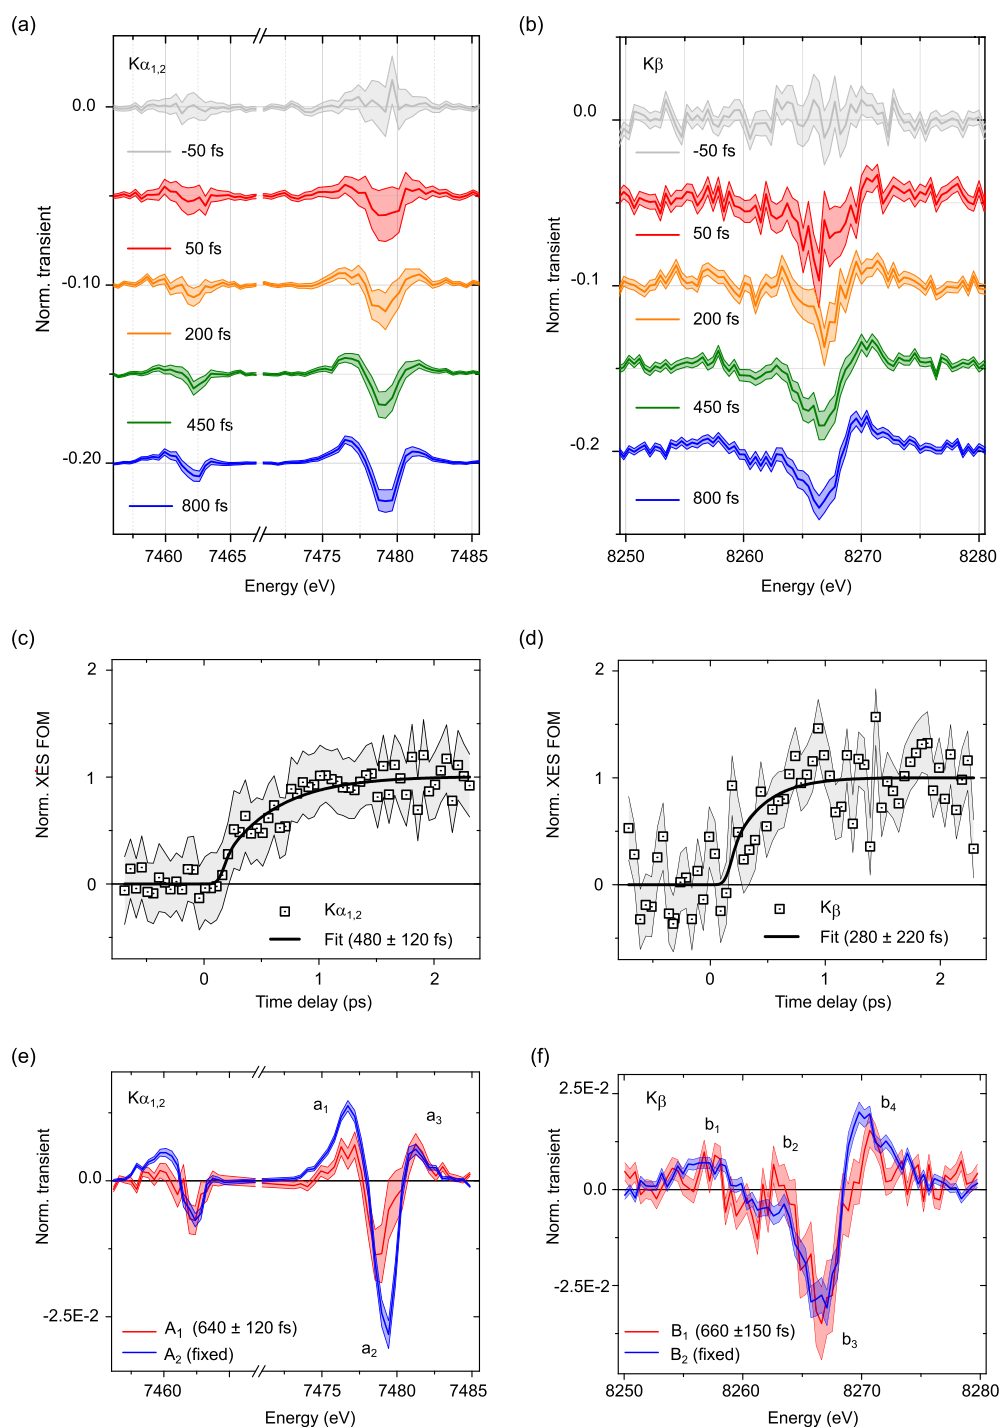 (a)
Kα1,2
0.0
-0.10
-0.20
Norm. transient
-50 fs
50 fs
200 fs
450 fs
800 fs
7460 7465 7475 7480 7485
Energy (eV)
(b)
Kβ
0.0
-0.1
-0.2
Norm. transient
-50 fs
50 fs
200 fs
450 fs
800 fs
8250 8260 8270 8280
Energy (eV)
(c)
2
1
0
Norm. XES FOM
Kα1,2
Fit (480 ± 120 fs)
0 1 2
Time delay (ps)
(d)
2
1
0
Norm. XES FOM
Kβ
Fit (280 ± 220 fs)
0 1 2
Time delay (ps)
(e)
Kα1,2
a1
a3
a2
0.0
-2.5E-2
Norm. transient
A1 (640 ± 120 fs)
A2 (fixed)
7460 7475 7480 7485
Energy (eV)
(f)
2.5E-2
Kβ
b1
b2
b4
b3
0.0
-2.5E-2
Norm. transient
B1 (660 ±150 fs)
B2 (fixed)
8250 8260 8270 8280
Energy (eV)